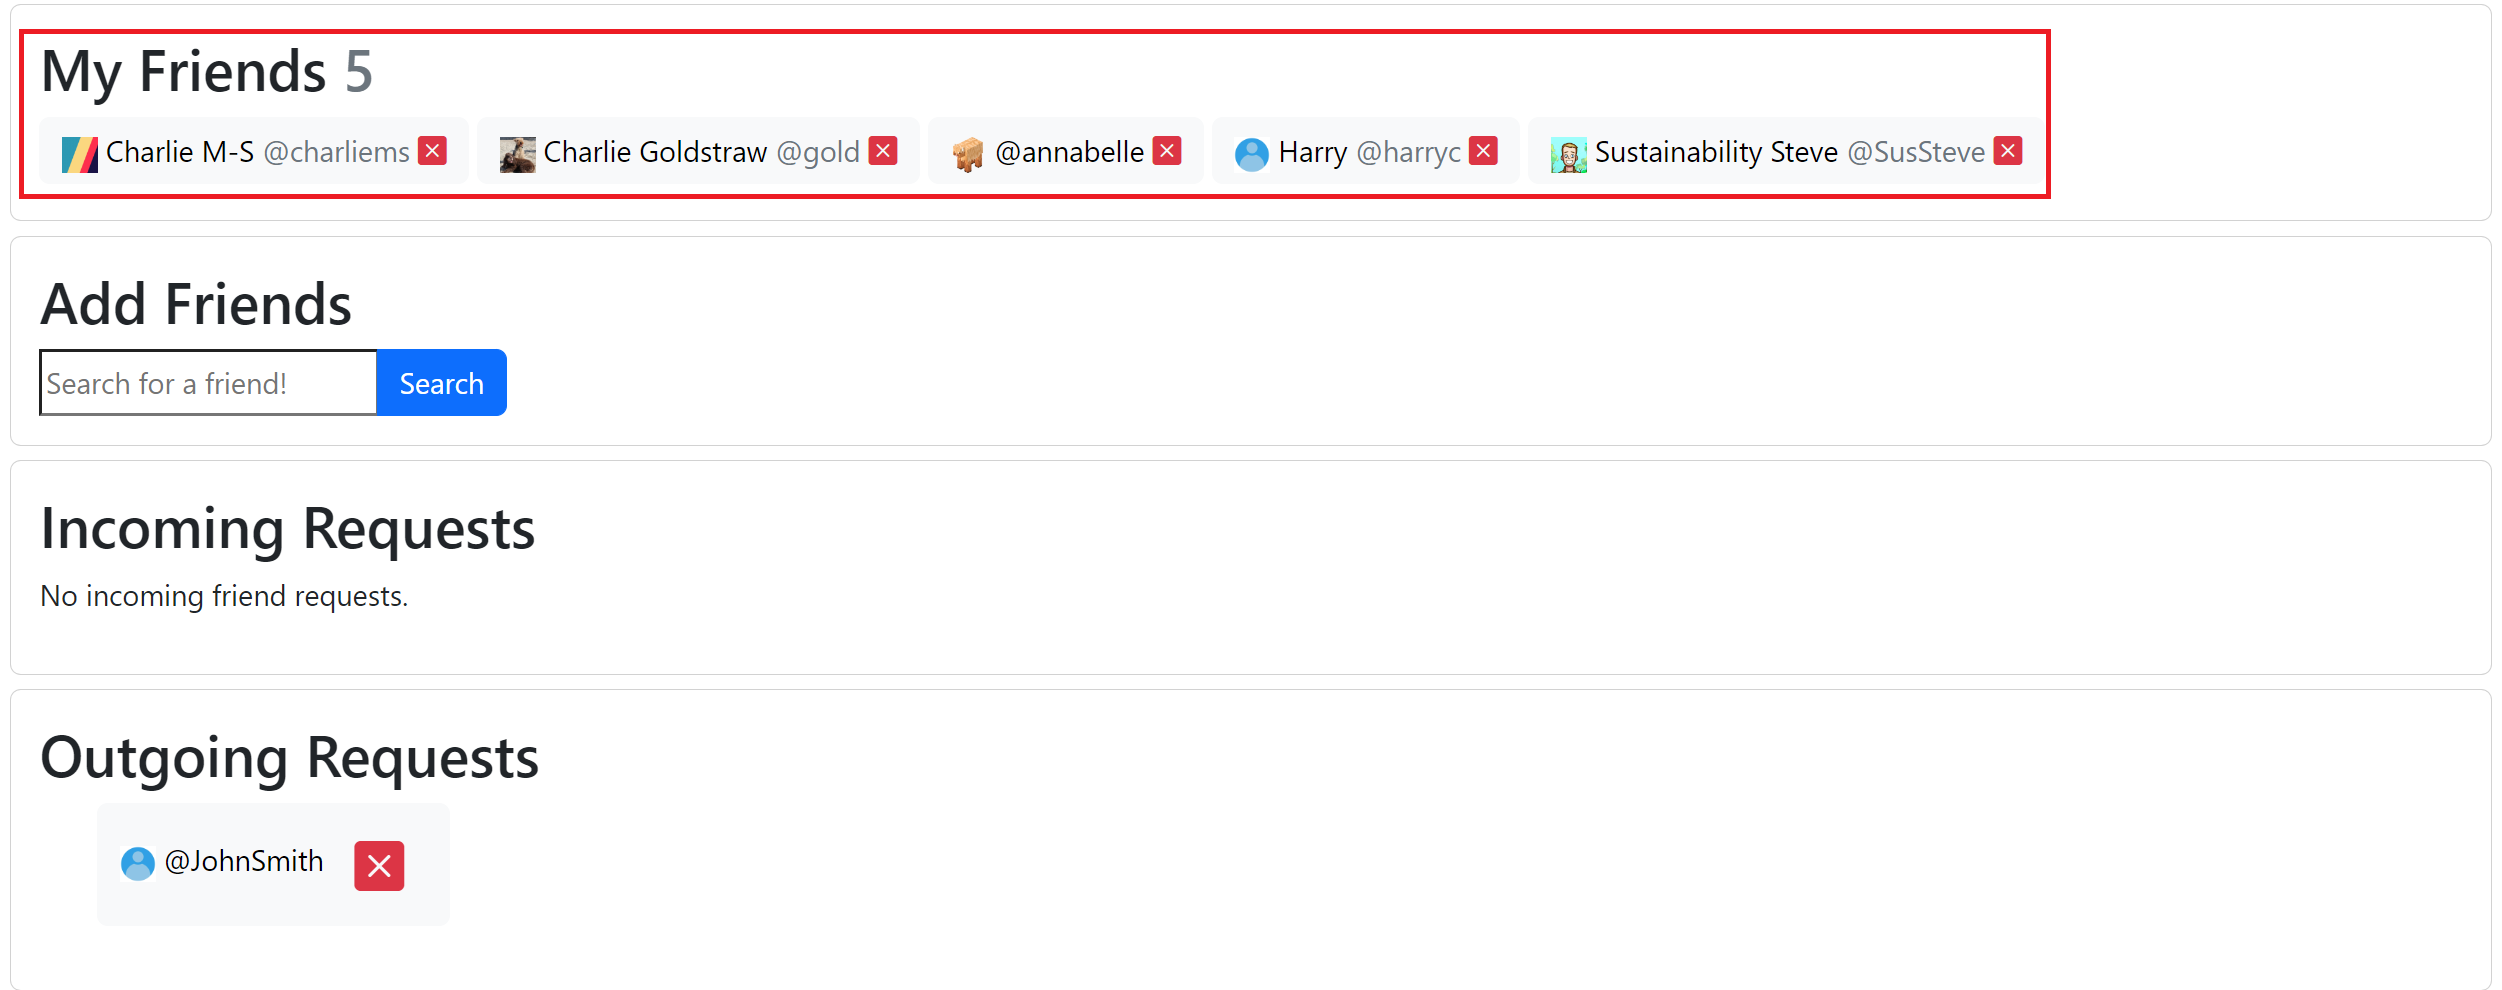 My Friends 5
Charlie M-S @charliems Charlie Goldstraw @gold @annabelle Harry @harryc Sustainability Steve @SusSteve
Add Friends
Search for a friend! Search
Incoming Requests
No incoming friend requests.
Outgoing Requests
@JohnSmith